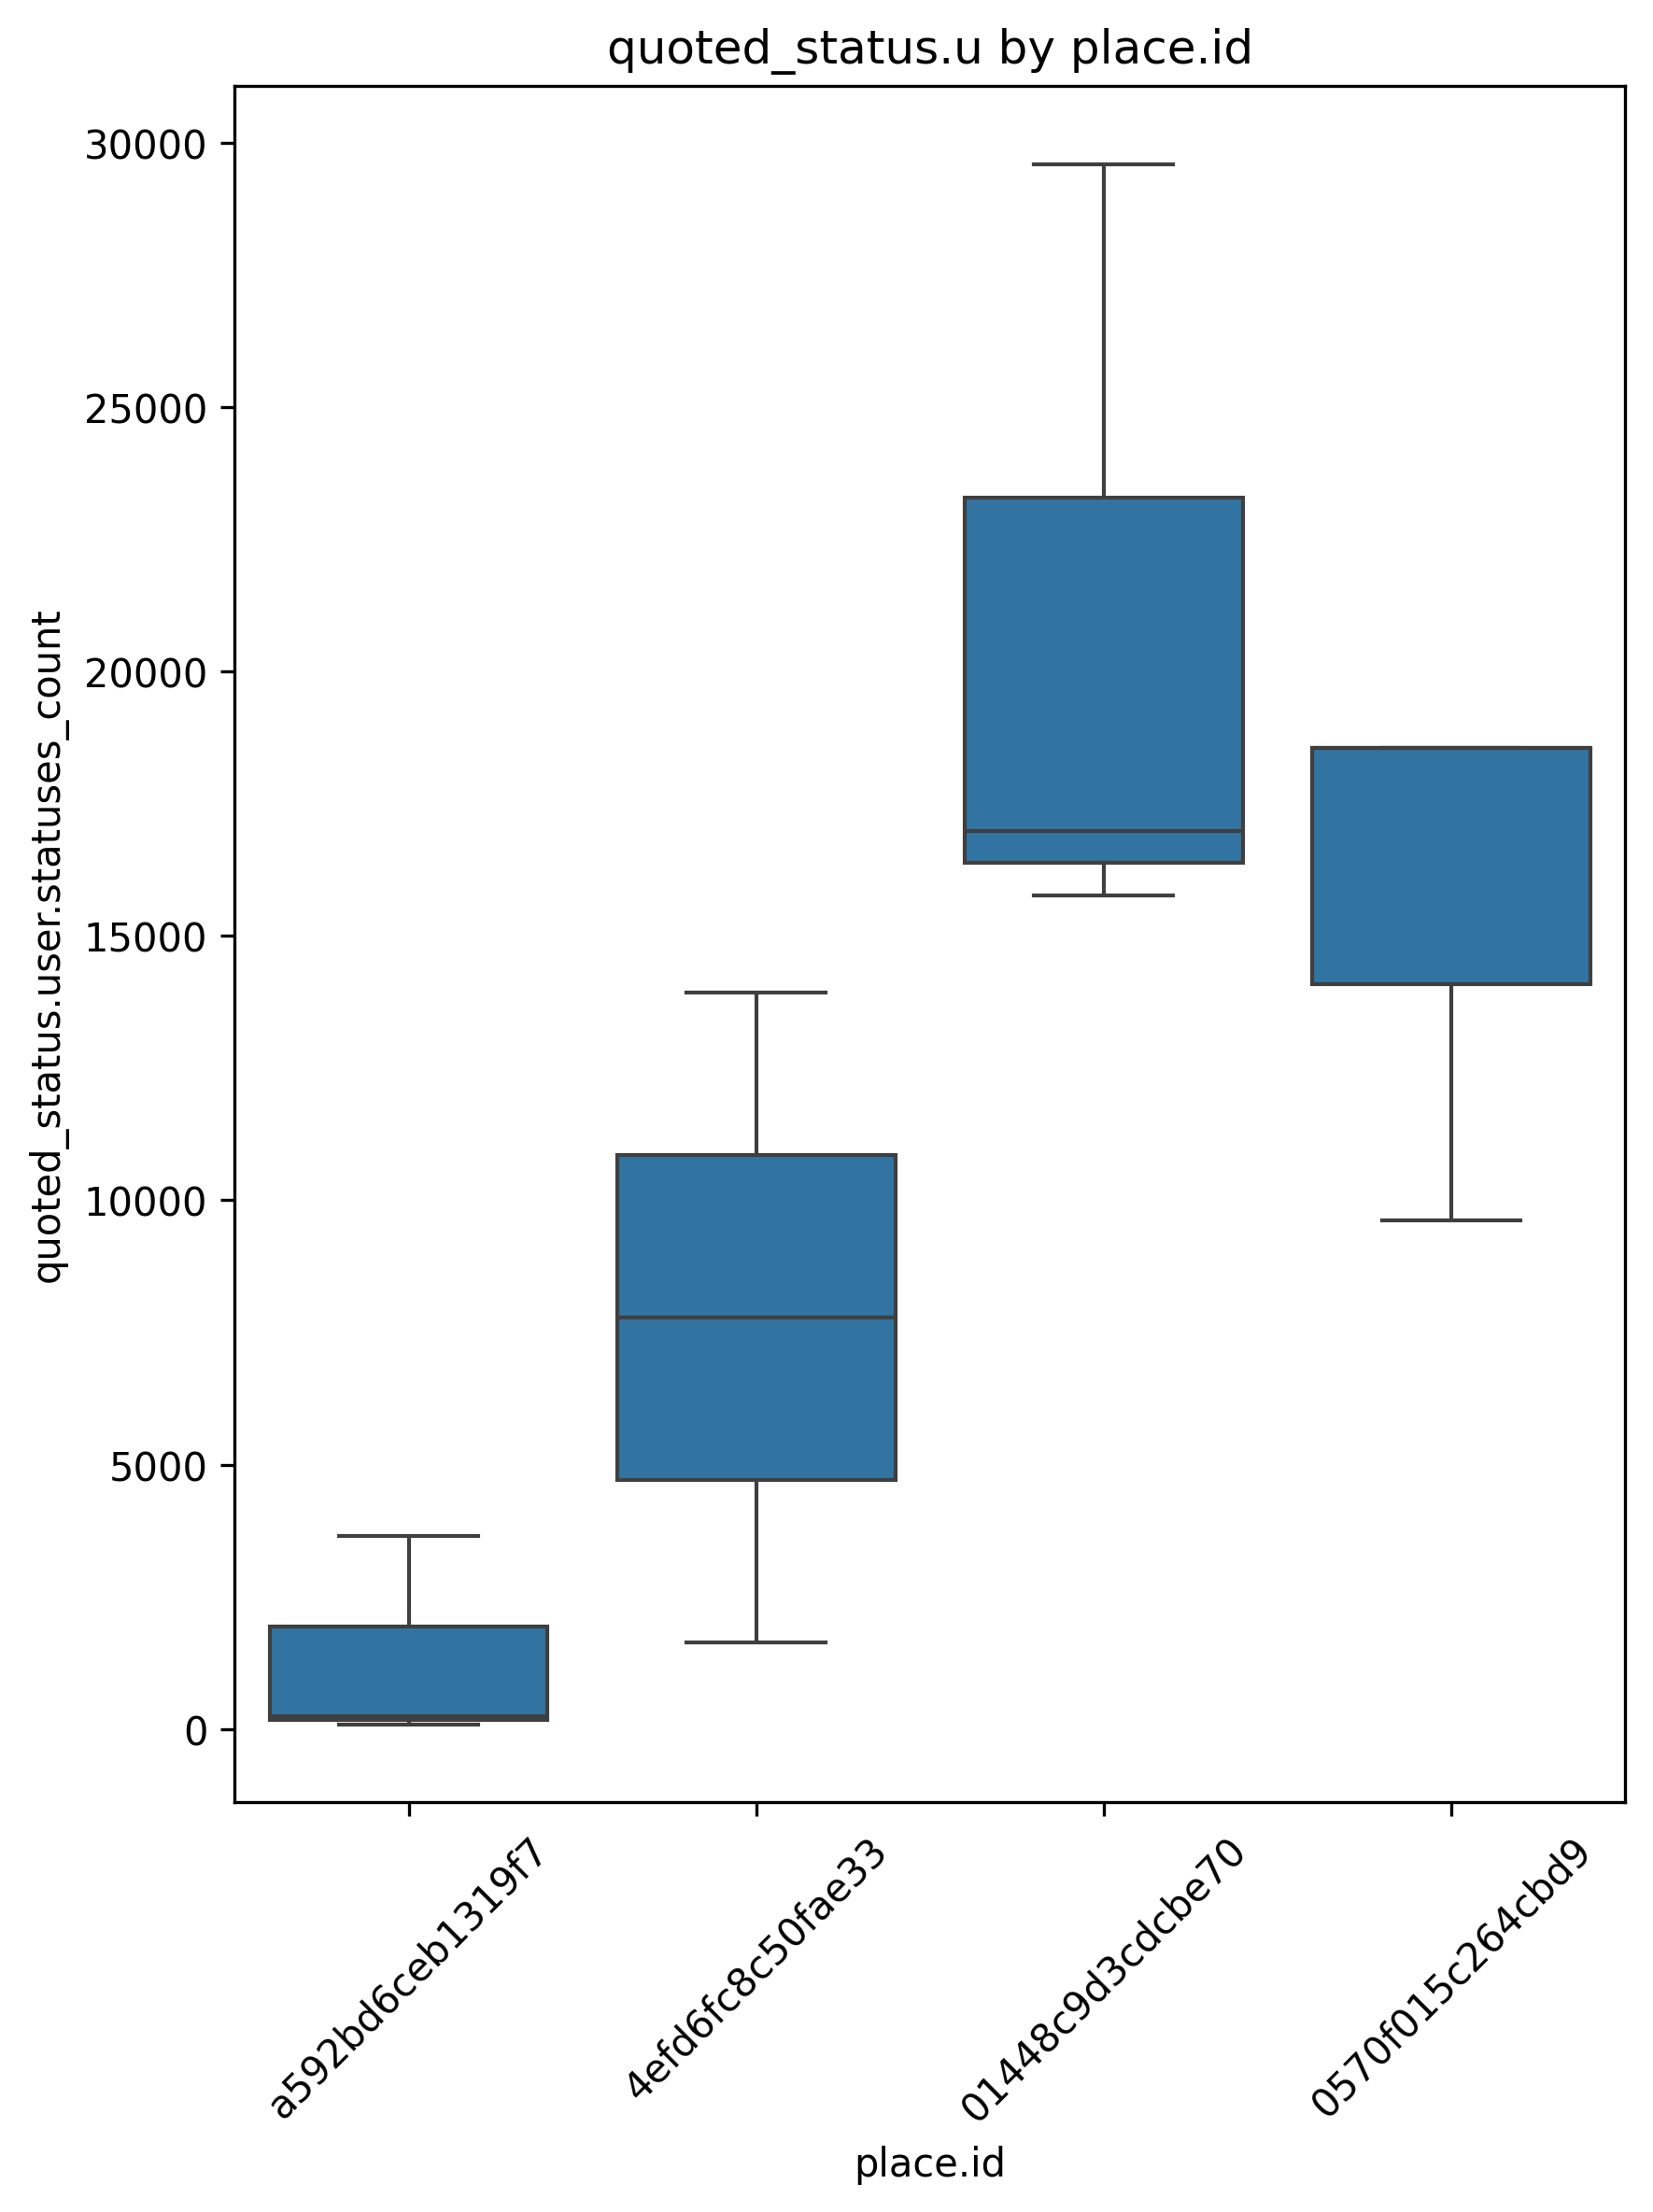 quoted_status.u by place.id
quoted_status.user.statuses_count
30000
25000
20000
15000
10000
5000
0
a592bd6ceb1319f7
4efd6fc8c50fae33
01448c9d3cdcbe70
0570f015c264cbd9
place.id